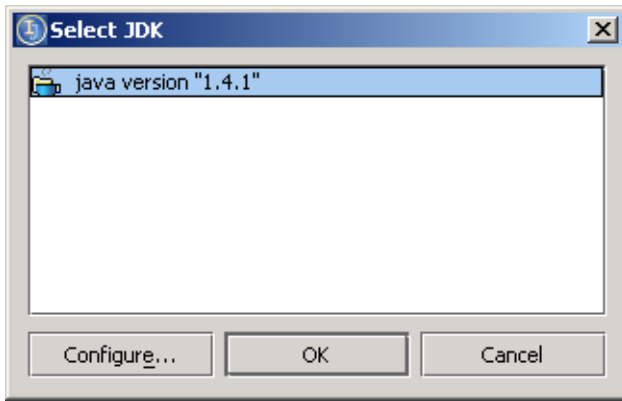 Select JDK
java version "1.4.1"
Configure...
OK
Cancel